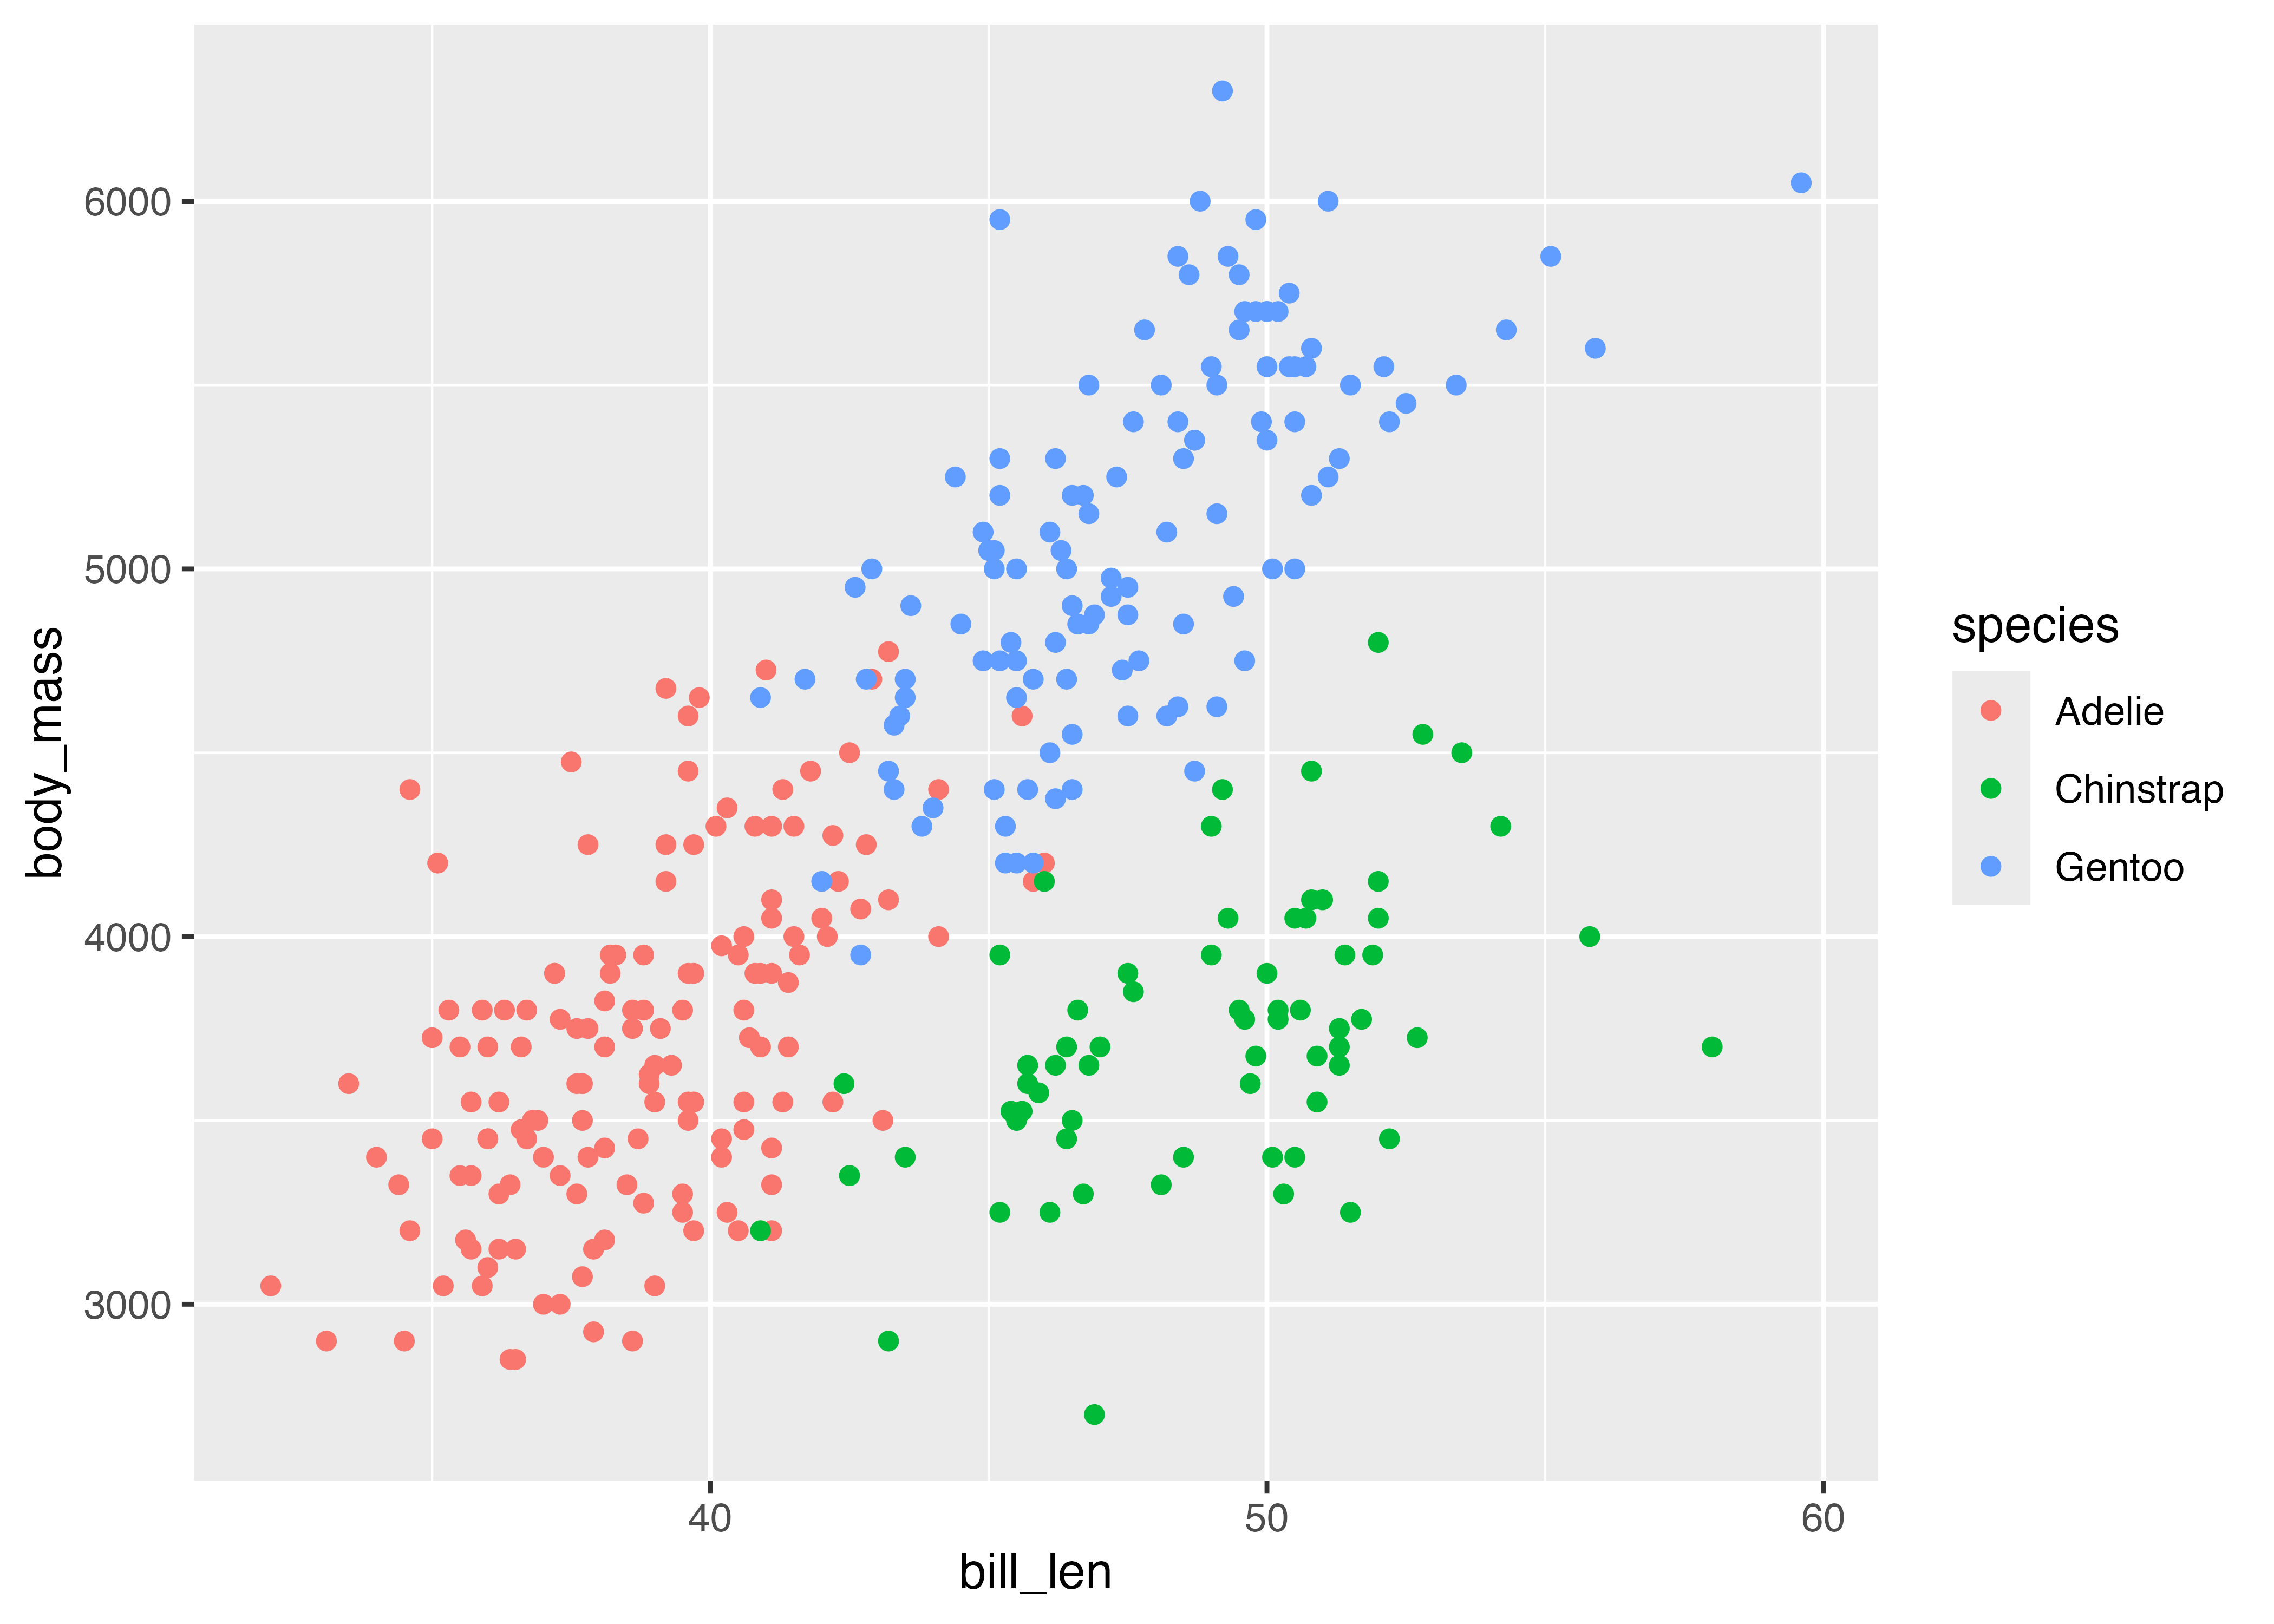 body_mass
6000
5000
4000
3000
40 50 60
bill_len
species
Adelie
Chinstrap
Gentoo